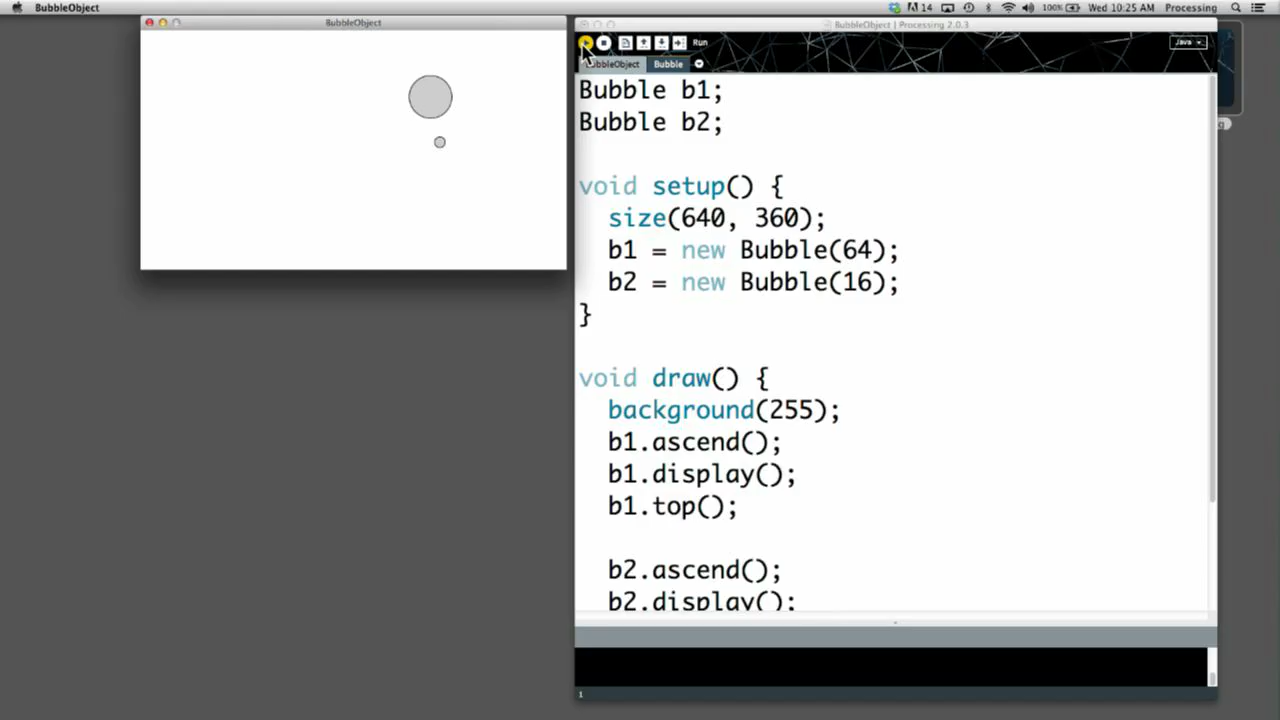 BubbleObject
100%
Wed 10:25 AM
Processing
14
BubbleObject
BubbleObject | Processing 2.0.3
Run
Java
BubbleObject
Bubble
Bubble b1;
Bubble b2;
void setup() {
size(640, 360);
b1 = new Bubble(64);
b2 = new Bubble(16);
}
void draw() {
background(255);
b1.ascend();
b1.display();
b1.top();
b2.ascend();
b2.display();
1